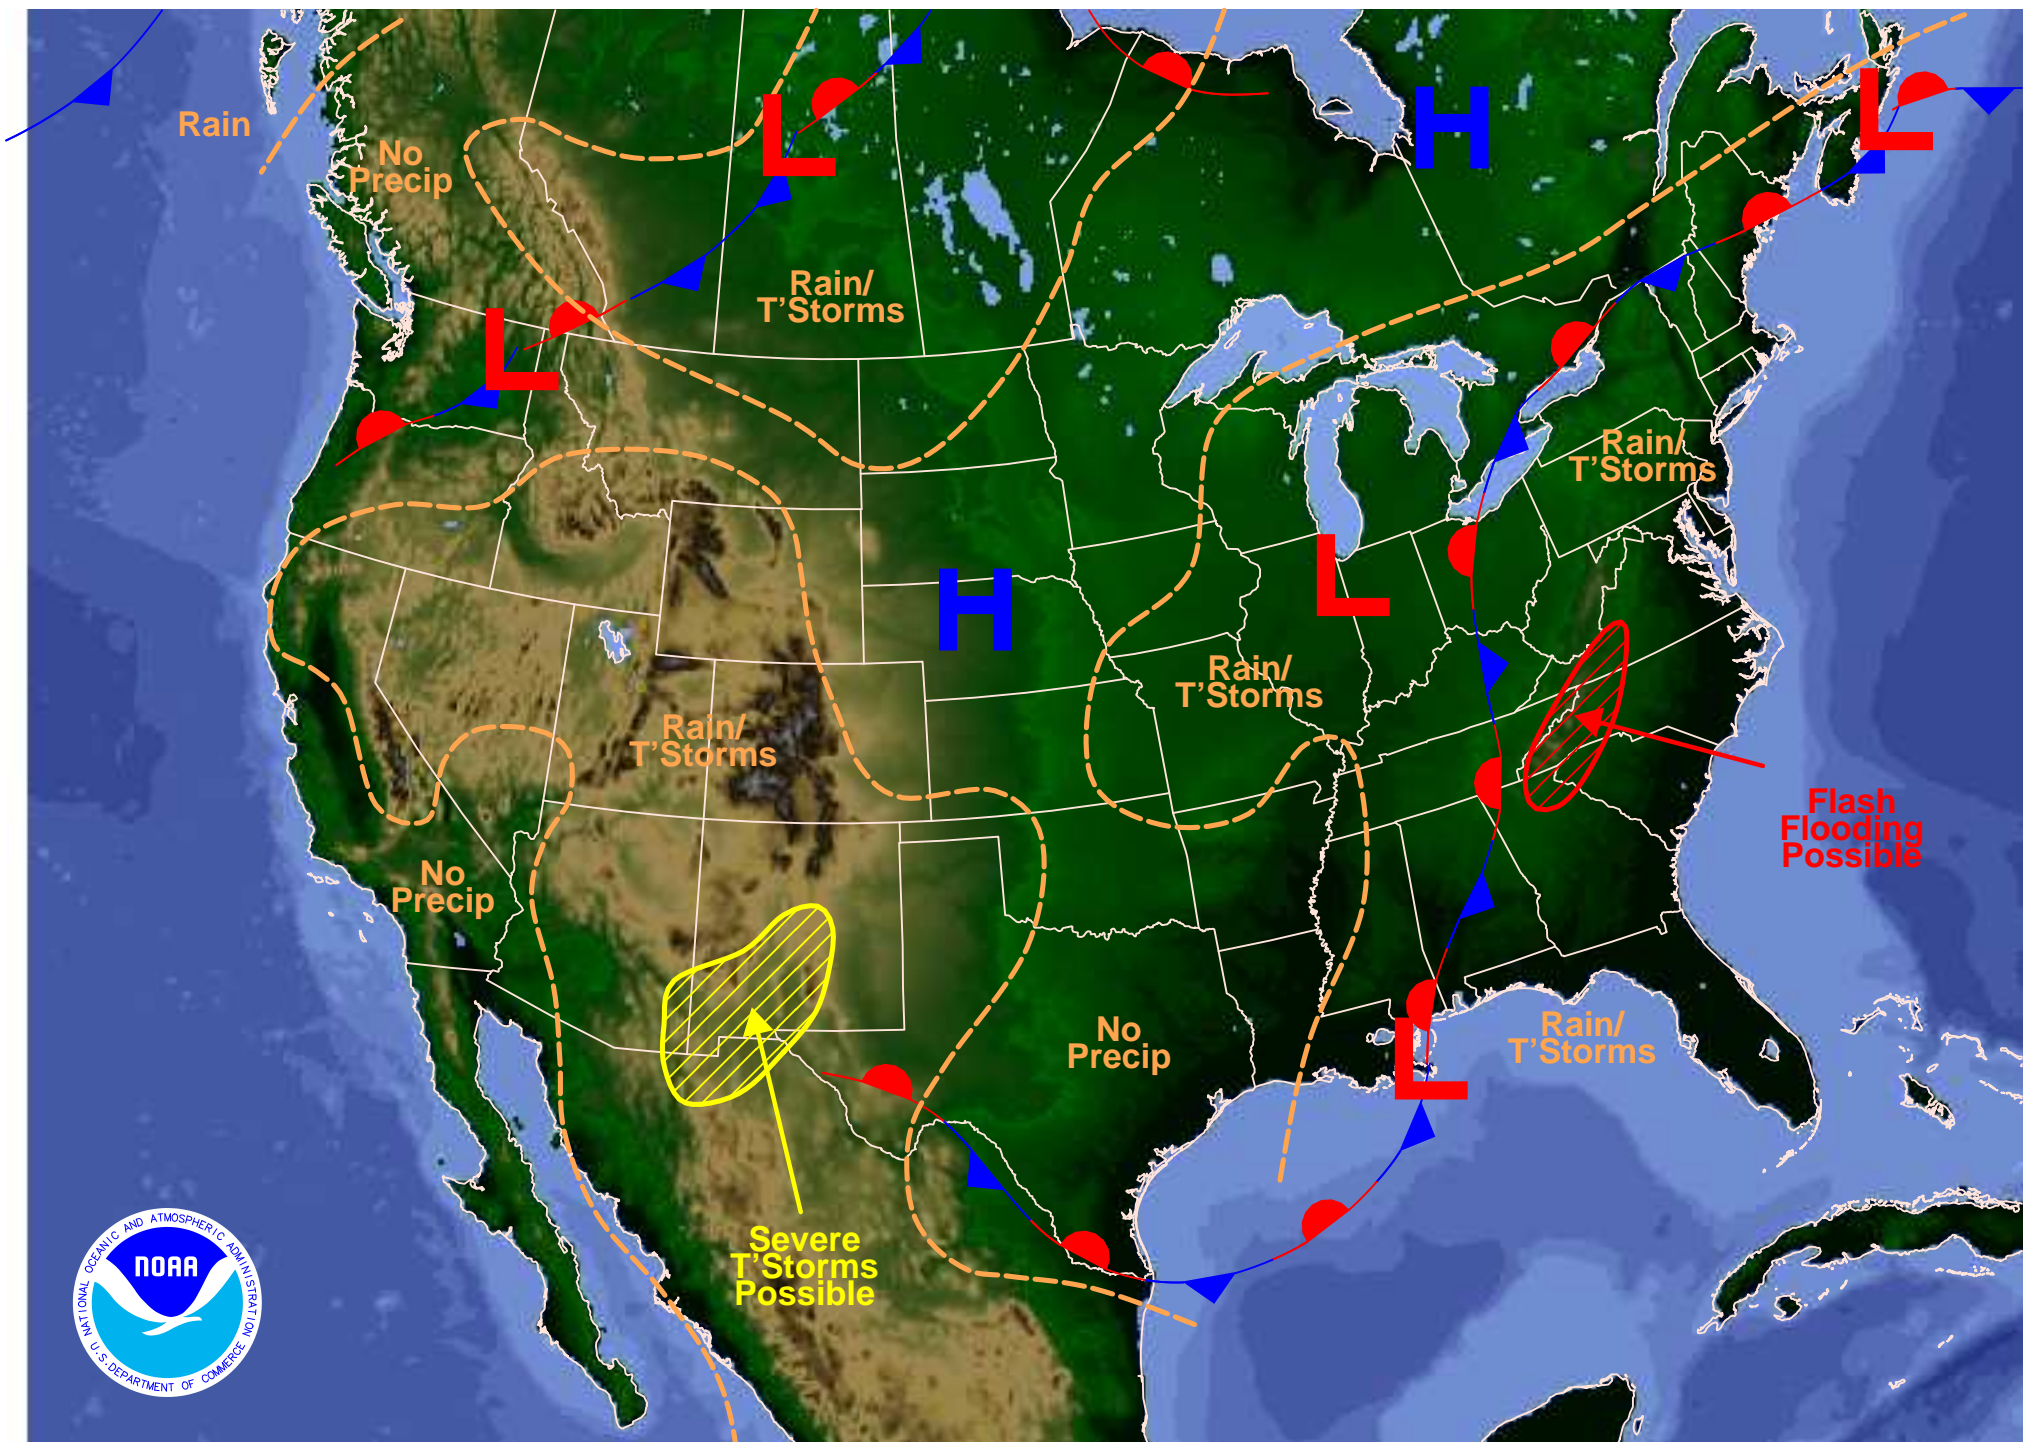 Rain
No
Precip
L
H
L
Rain/
T'Storms
L
Rain/
T'Storms
H
L
Rain/
T'Storms
Rain/
T'Storms
Flash
Flooding
Possible
No
Precip
No
Precip
Rain/
T'Storms
L
Severe
T'Storms
Possible
NATIONAL OCEANIC AND ATMOSPHERIC ADMINISTRATION
NOAA
U.S. DEPARTMENT OF COMMERCE